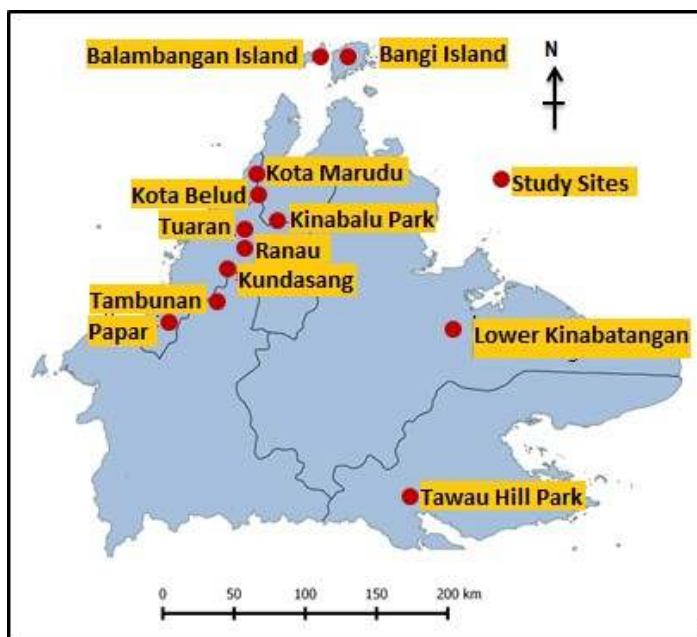 Balambangan Island
Bangi Island
N
Kota Marudu
Study Sites
Kota Belud
Kinabalu Park
Tuaran
Ranau
Kundasang
Tambunan
Papar
Lower Kinabatangan
Tawau Hill Park
0 50 100 150 200 km